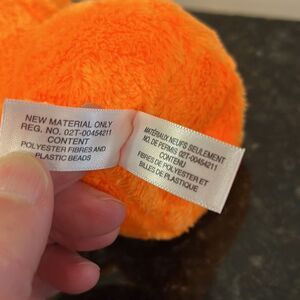 NEW MATERIAL ONLY
REG. NO. 02T-00454211
CONTENT
POLYESTER FIBRES AND
PLASTIC BEADS
MATÉRIAUX NEUFS SEULEMENT
NO. DE PERMIS 02T-00454211
CONTENU
FIBRES DE POLYESTER ET
BILLES DE PLASTIQUE